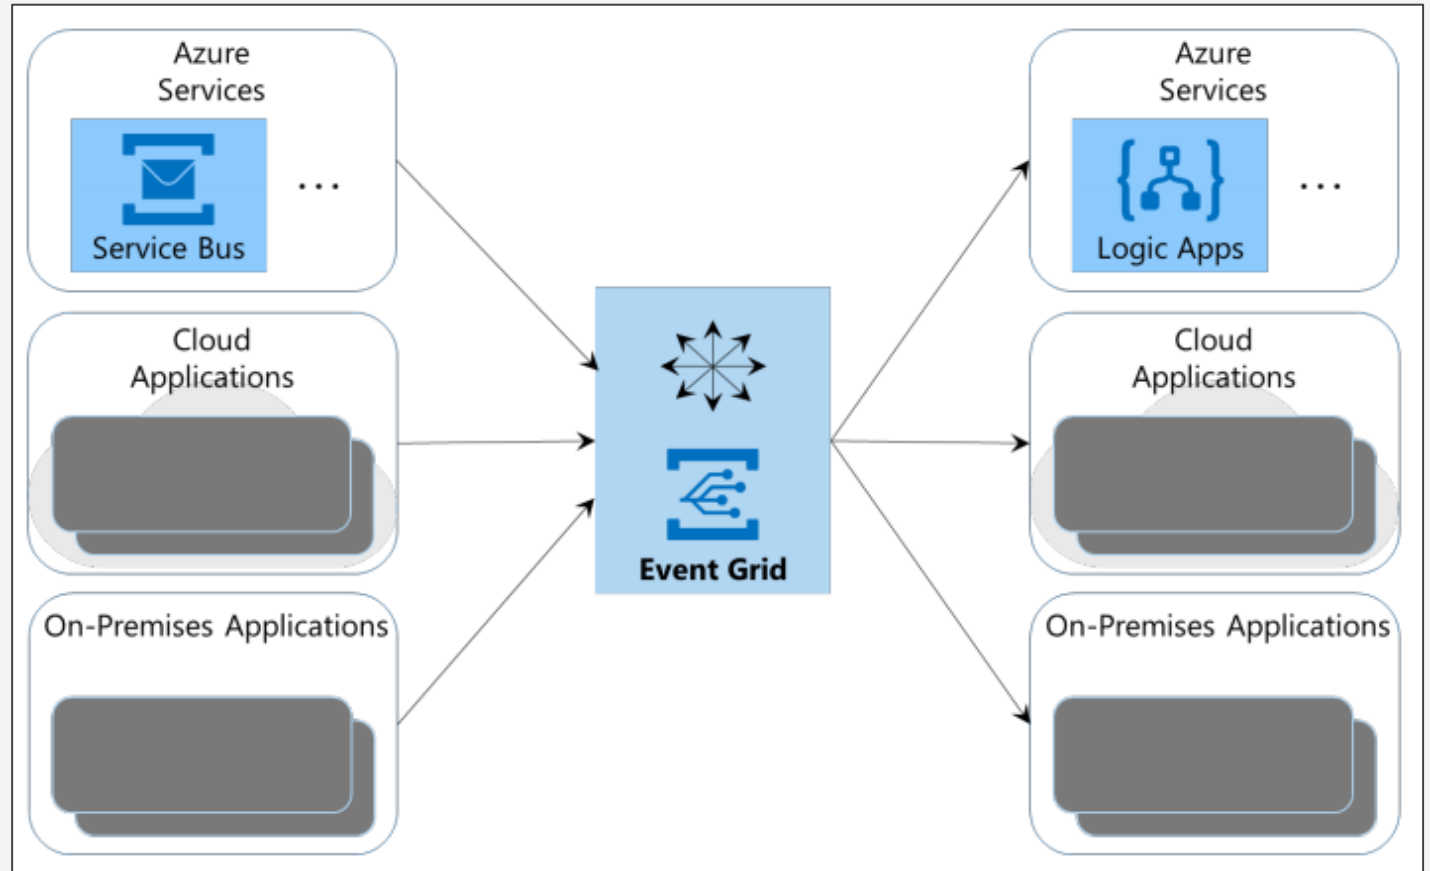 Azure
Services
...
Service Bus
Cloud
Applications
On-Premises Applications
Event Grid
Azure
Services
...
Logic Apps
Cloud
Applications
On-Premises Applications